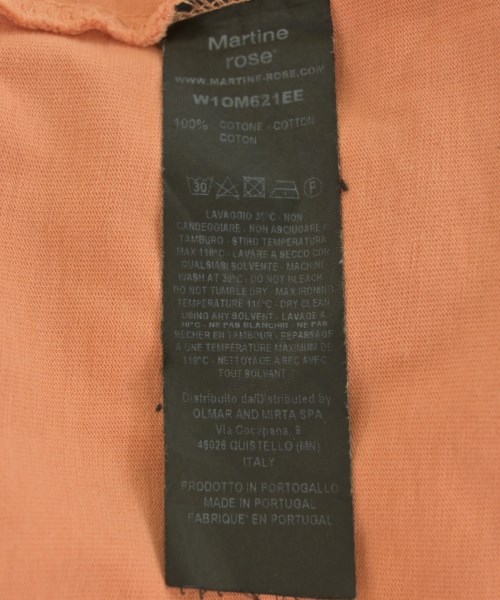 Martine
rose®
WWW.MARTINE-ROSE.COM
W1OM621EE
100% COTONE - COTTON
COTON
30 P
LAVAGGIO 30°C - NON
CANDEGGIARE - NON ASCIUGARE A
TAMBURO - STIRO TEMPERATURA
MAX 110°C - LAVARE A SECCO CON
QUALSIASI SOLVENTE - MACHINE
WASH AT 30°C - DO NOT BLEACH
DO NOT TUMBLE DRY - MAX IRONING
TEMPERATURE 110°C - DRY CLEAN
USING ANY SOLVENT - LAVAGE A
30°C - NE PAS BLANCHIR - NE PAS
SECHER EN TAMBOUR - REPASSAGE
A UNE TEMPERATURE MAXIMUM DE
110°C - NETTOYAGE A SEC AVEC
TOUT SOLVANT
Distribuito da/Distributed by
OLMAR AND MIRTA SPA
Via 8
46026 QUISTELLO (MN)
ITALY
PRODOTTO IN PORTOGALLO
MADE IN PORTUGAL
FABRIQUE' EN PORTUGAL